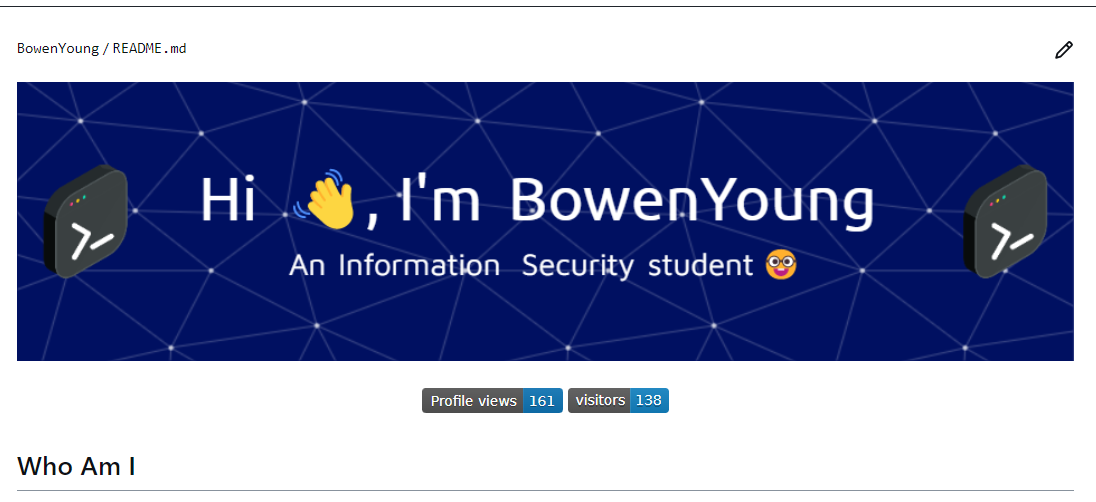 BowenYoung / README.md
Hi 👋, I'm BowenYoung
An Information Security student 🤓
Profile views 161 visitors 138
Who Am I